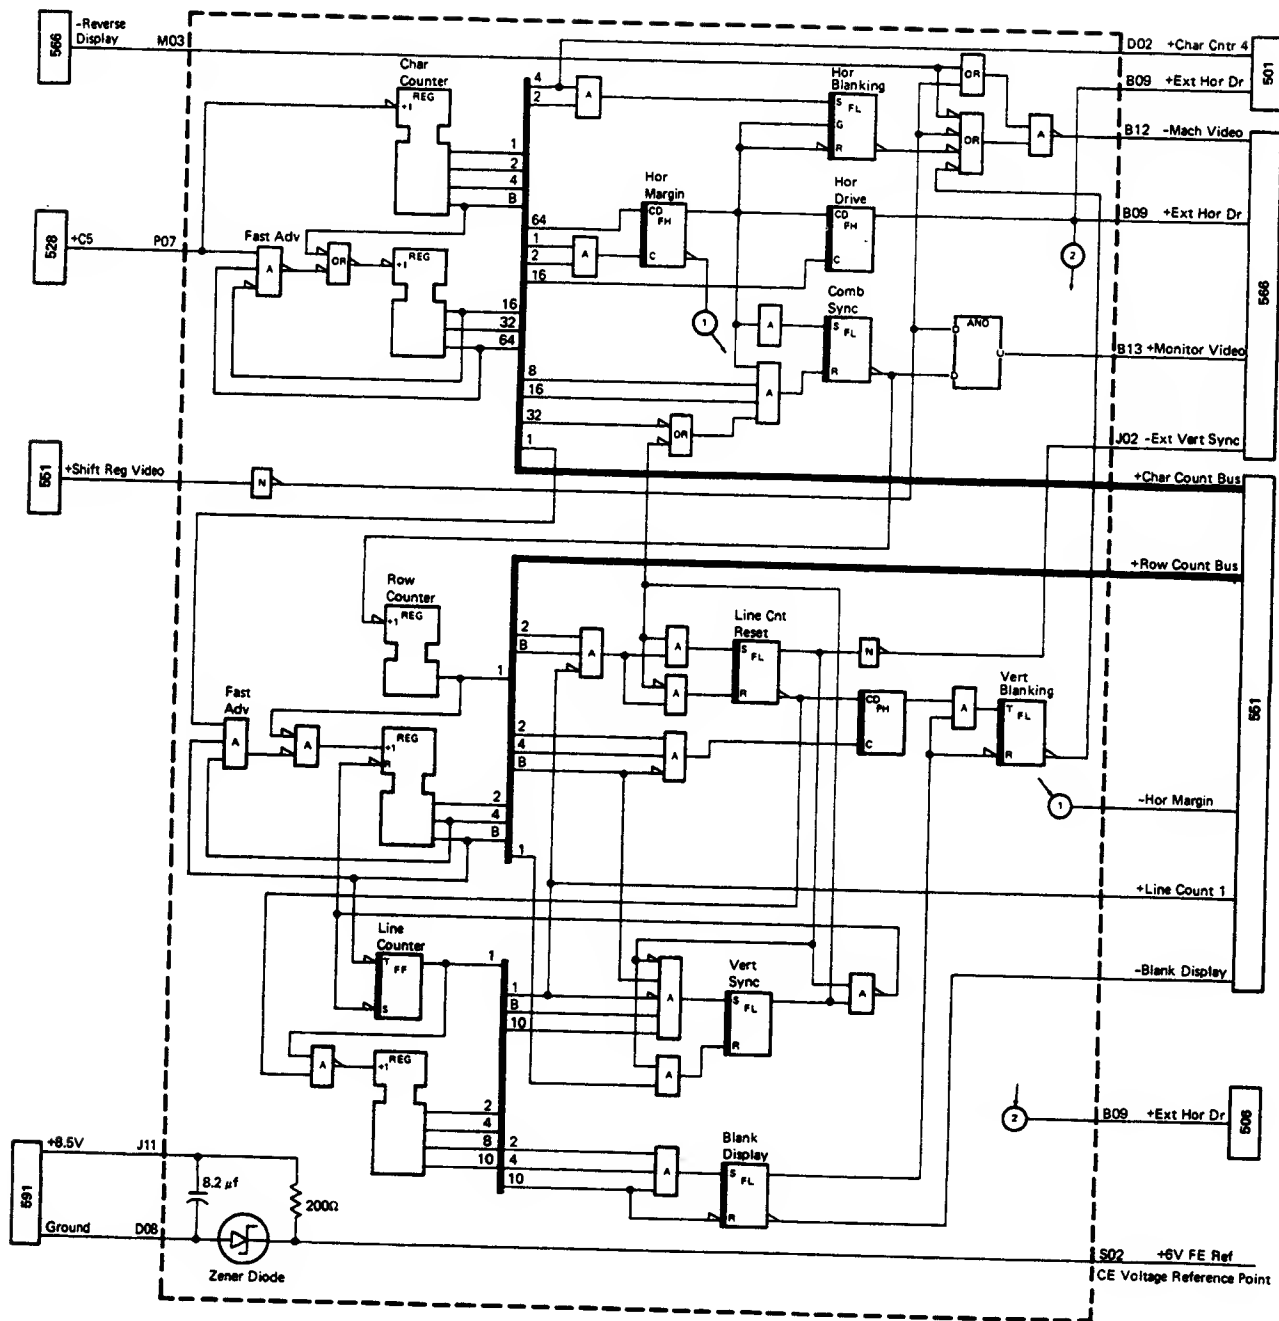 566
-Reverse
Display
M03
D02 +Char Cntr 4
501
Char
Counter
REG
+1
4
2
A
Hor
Blanking
S
FL
G
R
OR
B09 +Ext Hor Dr
OR
A
B12 -Mach Video
1
2
4
B
Hor
Margin
CD
FH
C
Hor
Drive
CD
FH
C
B09 +Ext Hor Dr
566
528
+C5
P07
Fast Adv
A
OR
+1
REG
64
1
2
A
16
2
16
32
64
1
Comb
Sync
A
S
FL
R
ANO
B13 +Monitor Video
8
16
A
32
OR
1
J02 -Ext Vert Sync
551
+Shift Reg Video
N
+Char Count Bus
+Row Count Bus
Row
Counter
+1
REG
1
2
B
A
A
A
Line Cnt
Reset
S
FL
R
N
551
Fast
Adv
A
A
REG
+1
R
2
4
B
A
CD
PH
C
A
Vert
Blanking
T
FL
R
2
4
B
1
1
-Hor Margin
+Line Count 1
Line
Counter
T
FF
S
1
1
B
10
A
Vert
Sync
S
FL
R
A
-Blank Display
A
+1
REG
A
2
4
8
10
2
4
10
A
Blank
Display
S
FL
R
2
B09 +Ext Hor Dr
506
591
+8.5V
J11
8.2 µf
200Ω
Ground
D08
Zener Diode
S02 +6V FE Ref
CE Voltage Reference Point